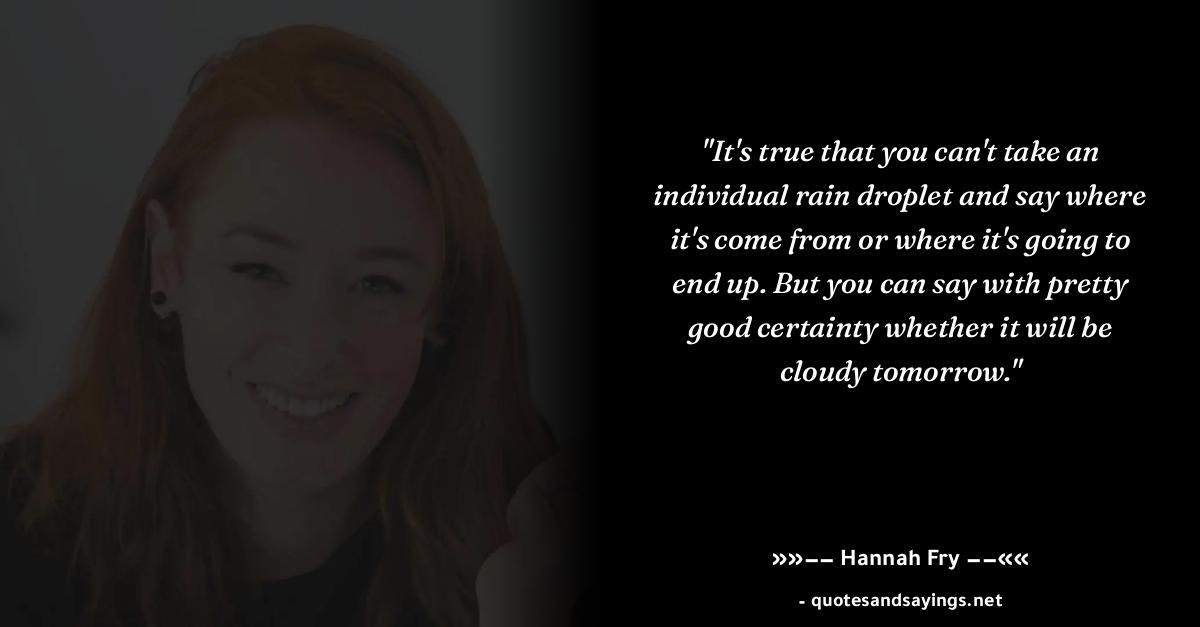 "It's true that you can't take an
individual rain droplet and say where
it's come from or where it's going to
end up. But you can say with pretty
good certainty whether it will be
cloudy tomorrow."
»»−− Hannah Fry −−««
- quotesandsayings.net